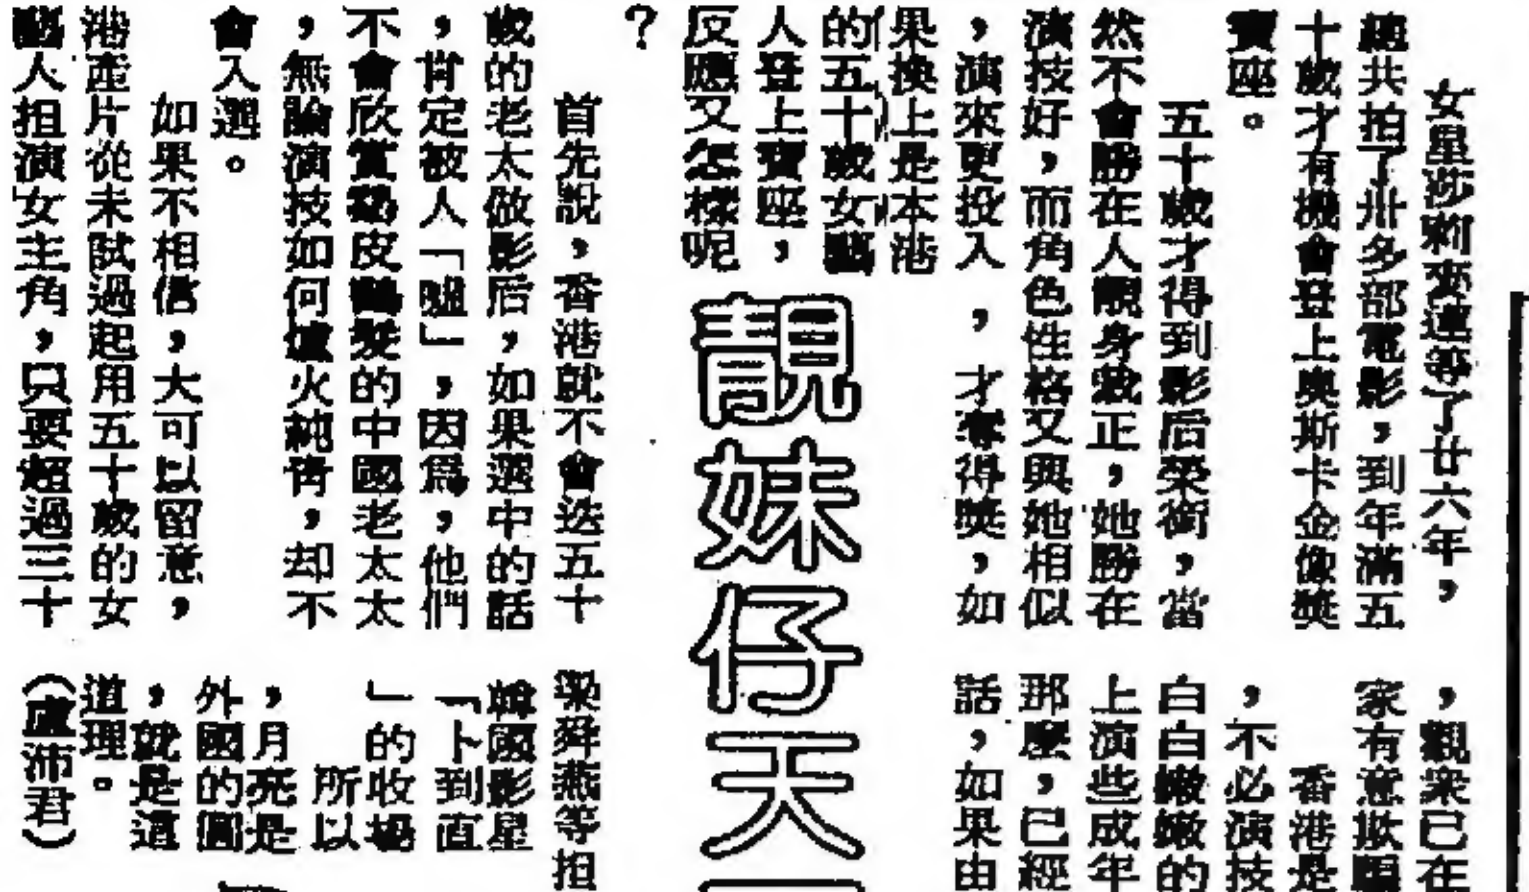 女星莎莉麥連等了廿六年，
總共拍了卅多部電影，到年滿五
十歲才有機會登上奧斯卡金像獎
寶座。
五十歲才得到影后榮銜，當
然不會勝在人靚身裁正，她勝在
演技好，而角色性格又與她相似
，演來更投入，才奪得獎，如
果換上是本港
的五十歲女藝
人登上寶座，
反應又怎樣呢
？
靚妹仔天
首先說，香港就不會迭五十
歲的老太做影后，如果選中的話
，肯定被人「噓」，因爲，他們
不會欣賞鷄皮鶴髮的中國老太太
，無論演技如何爐火純青，却不
會入選。
如果不相信，大可以留意，
港產片從未試過起用五十歲的女
藝人担演女主角，只要超過三十
，觀衆已在
家有意欺騙
香港是
，不必演技
白白嫩嫩的
上演些成年
那麼，已經
話，如果由
梁舜燕等担
韓國影星
「卜到直
」的收場
所以
，月亮是
外國的圓
，就是這
道理。
（盧沛君）